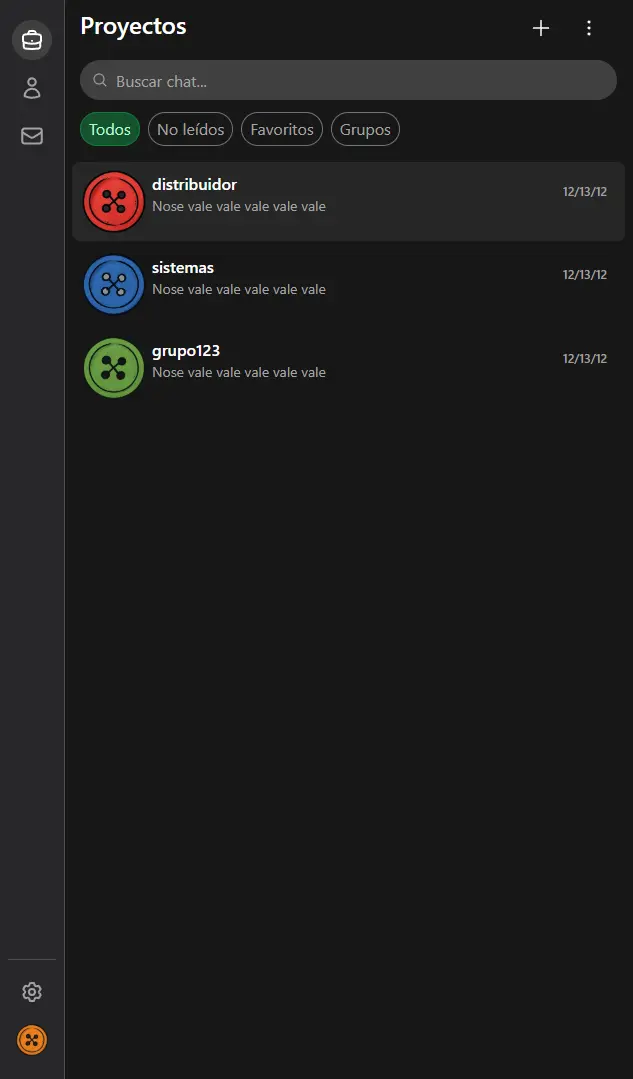 Proyectos
Buscar chat...
Todos No leídos Favoritos Grupos
distribuidor 12/13/12
Nose vale vale vale vale vale
sistemas 12/13/12
Nose vale vale vale vale vale
grupo123 12/13/12
Nose vale vale vale vale vale